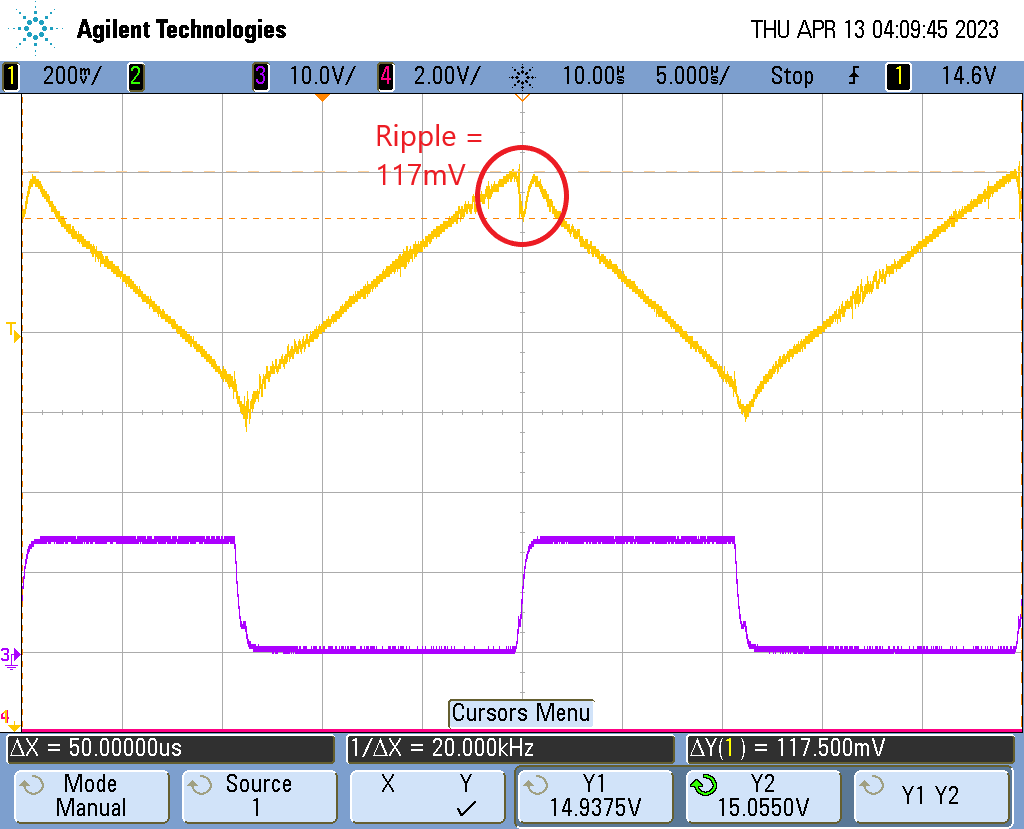 Agilent Technologies
THU APR 13 04:09:45 2023
1 200mV/ 2 3 10.0V/ 4 2.00V/ 10.00us 5.000us/ Stop 1 14.6V
Ripple =
117mV
T
3
4
Cursors Menu
ΔX = 50.00000us
1/ΔX = 20.000kHz
ΔY(1) = 117.500mV
Mode
Manual
Source
1
X Y
✓
Y1
14.9375V
Y2
15.0550V
Y1 Y2